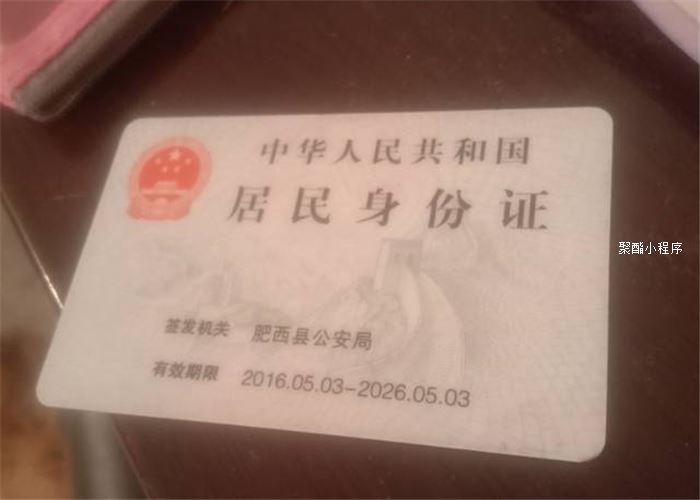 中华人民共和国
居民身份证
聚酯小程序
签发机关 肥西县公安局
有效期限 2016.05.03-2026.05.03